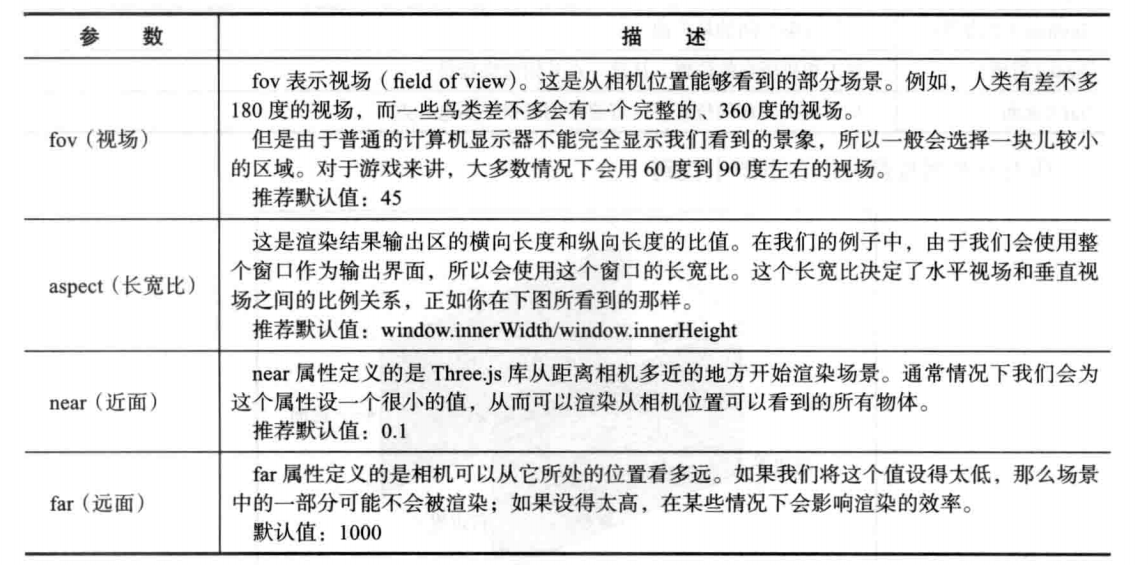 参 数
描 述
fov（视场）
fov 表示视场（field of view）。这是从相机位置能够看到的部分场景。例如，人类有差不多
180 度的视场，而一些鸟类差不多会有一个完整的、360 度的视场。
但是由于普通的计算机显示器不能完全显示我们看到的景象，所以一般会选择一块儿较小
的区域。对于游戏来讲，大多数情况下会用 60 度到 90 度左右的视场。
推荐默认值：45
aspect（长宽比）
这是渲染结果输出区的横向长度和纵向长度的比值。在我们的例子中，由于我们会使用整
个窗口作为输出界面，所以会使用这个窗口的长宽比。这个长宽比决定了水平视场和垂直视
场之间的比例关系，正如你在下图所看到的那样。
推荐默认值：window.innerWidth/window.innerHeight
near（近面）
near 属性定义的是 Three.js 库从距离相机多近的地方开始渲染场景。通常情况下我们会为
这个属性设一个很小的值，从而可以渲染从相机位置可以看到的所有物体。
推荐默认值：0.1
far（远面）
far 属性定义的是相机可以从它所处的位置看多远。如果我们将这个值设得太低，那么场景
中的一部分可能不会被渲染；如果设得太高，在某些情况下会影响渲染的效率。
默认值：1000